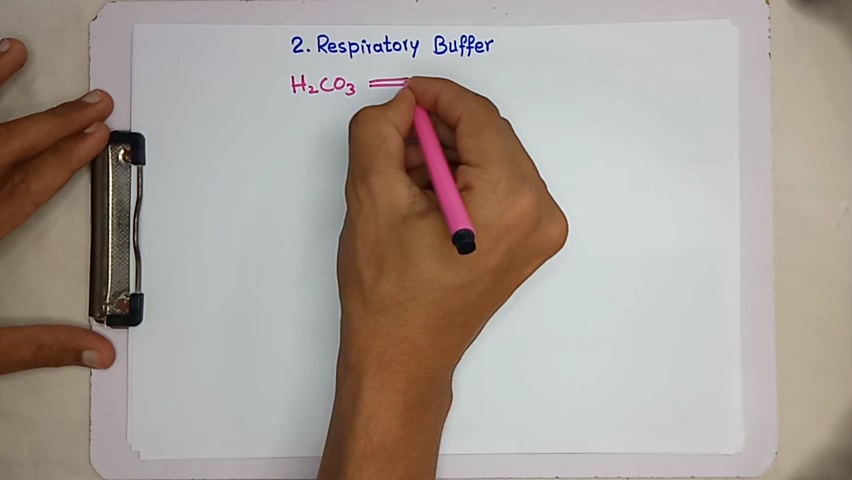 2. Respiratory Buffer
H₂CO₃ =